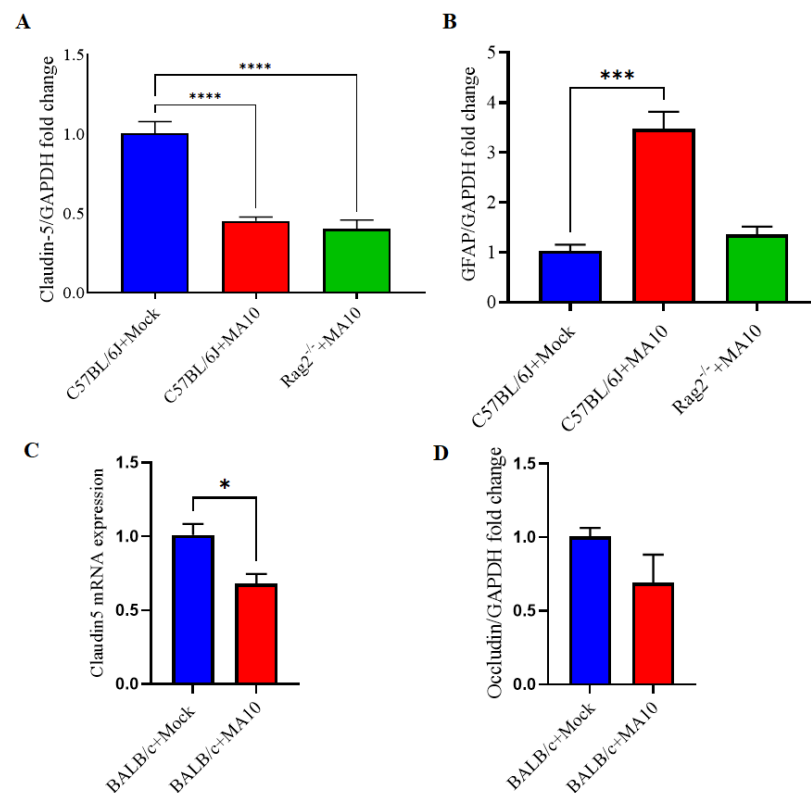 A
Claudin-5/GAPDH fold change
1.5
1.0
0.5
0.0
****
****
C57BL/6J+Mock
C57BL/6J+MA10
Rag2-/-+MA10
B
GFAP/GAPDH fold change
5
4
3
2
1
0
***
C57BL/6J+Mock
C57BL/6J+MA10
Rag2-/-+MA10
C
Claudin5 mRNA expression
1.5
1.0
0.5
0.0
*
BALB/c+Mock
BALB/c+MA10
D
Occludin/GAPDH fold change
1.5
1.0
0.5
0.0
BALB/c+Mock
BALB/c+MA10